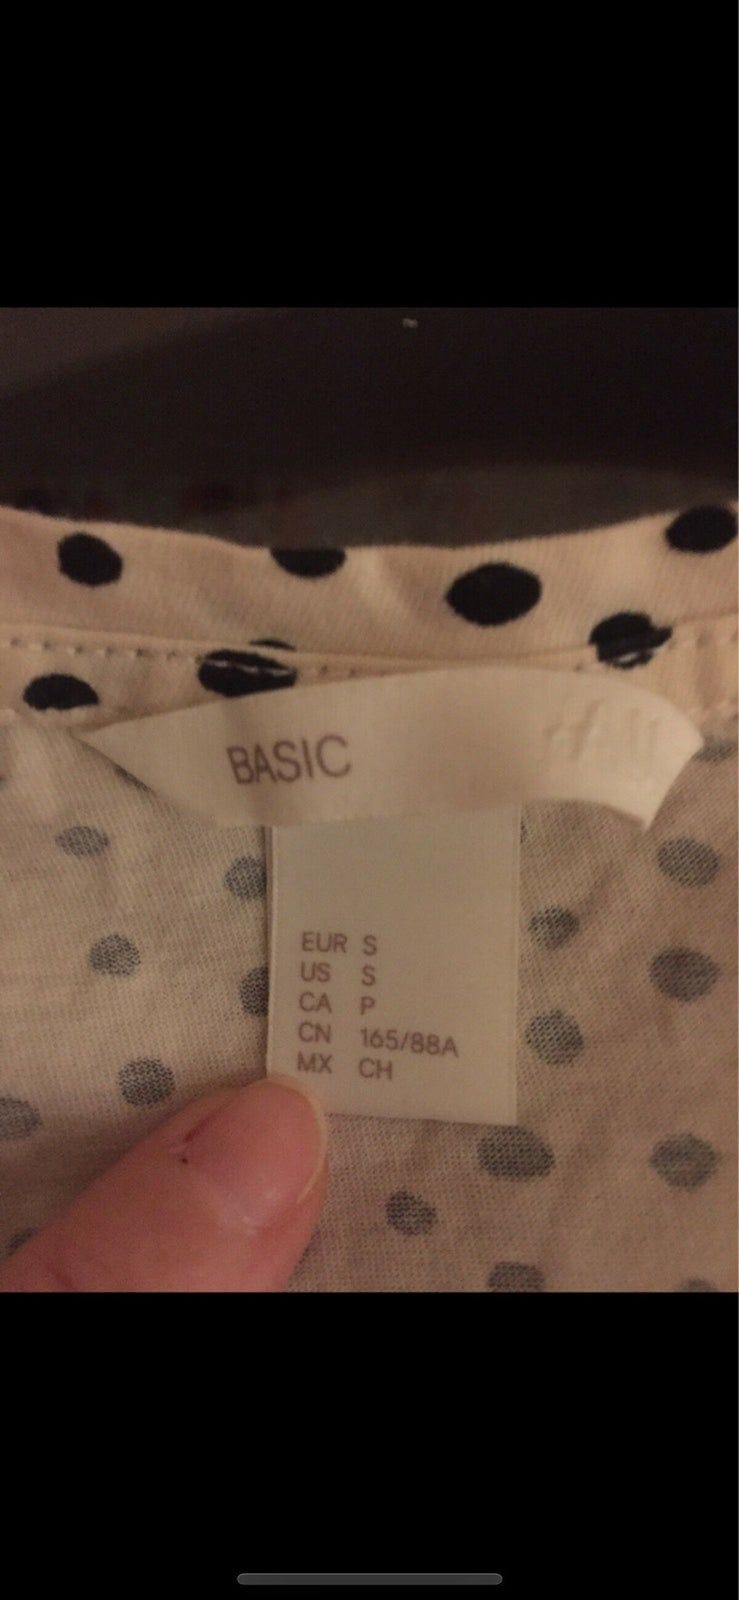 BASIC
EUR S
US S
CA P
CN 165/88A
MX CH